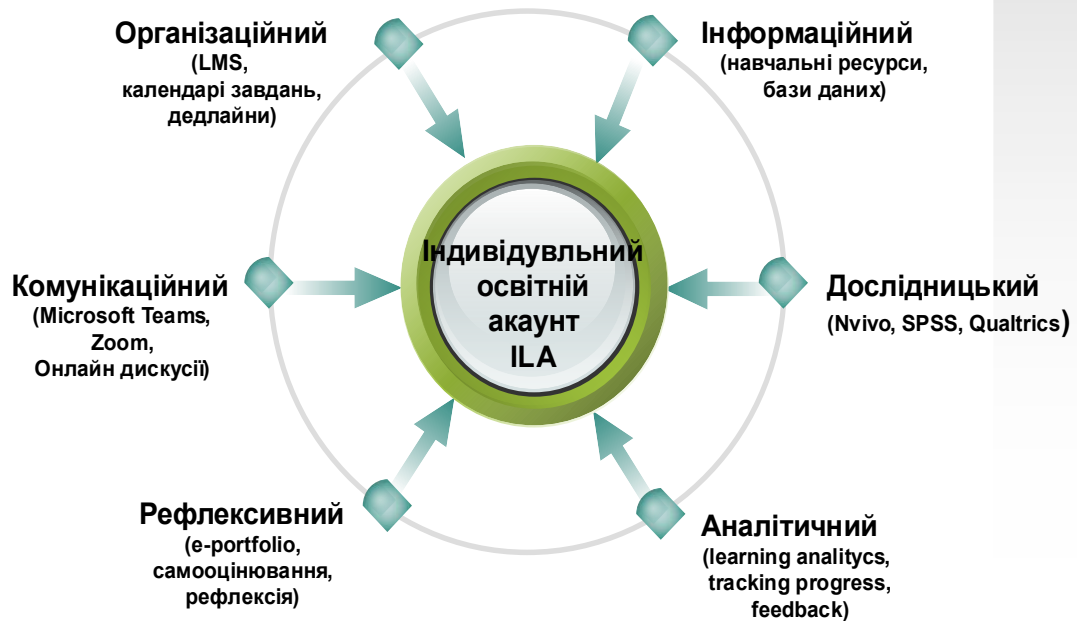 Організаційний
(LMS,
календарі завдань,
дедлайни)
Інформаційний
(навчальні ресурси,
бази даних)
Комунікаційний
(Microsoft Teams,
Zoom,
Онлайн дискусії)
Індивідувльний
освітній
акаунт
ILA
Дослідницький
(Nvivo, SPSS, Qualtrics)
Рефлексивний
(e-portfolio,
самооцінювання,
рефлексія)
Аналітичний
(learning analitycs,
tracking progress,
feedback)